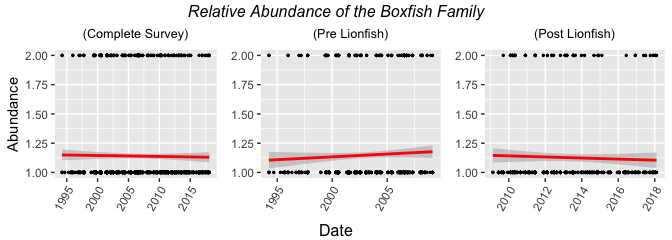 Relative Abundance of the Boxfish Family
(Complete Survey) (Pre Lionfish) (Post Lionfish)
Abundance
2.00 2.00 2.00
1.75 1.75 1.75
1.50 1.50 1.50
1.25 1.25 1.25
1.00 1.00 1.00
1995 2000 2005 2010 2015 1995 2000 2005 2010 2012 2014 2016 2018
Date